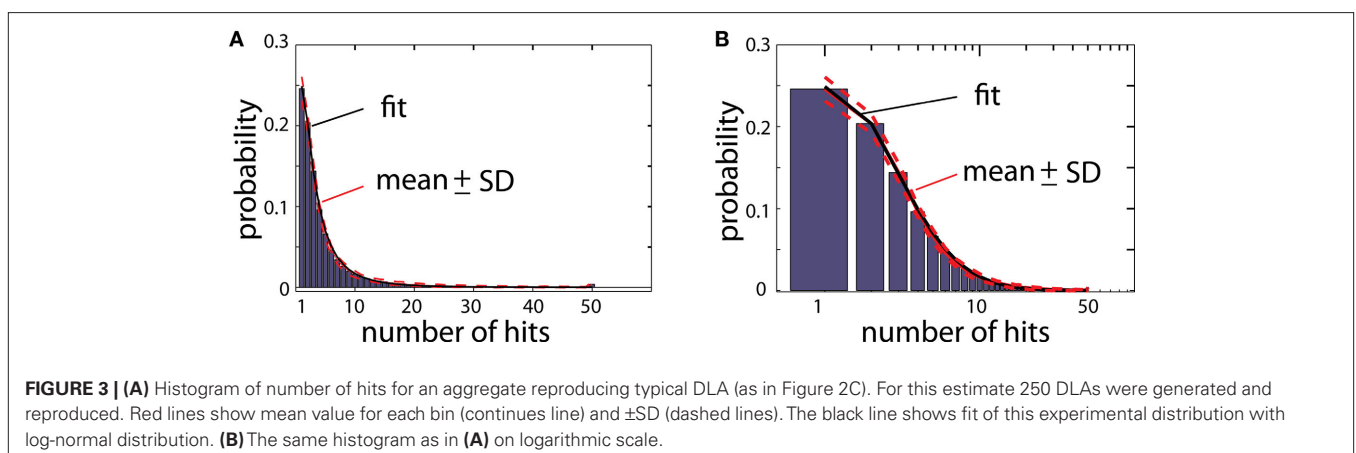 A
0.3
0.2
0.1
0
probability
fit
mean ± SD
1 10 20 30 40 50
number of hits
B
0.3
0.2
0.1
0
probability
fit
mean ± SD
1 10 50
number of hits
FIGURE 3 | (A) Histogram of number of hits for an aggregate reproducing typical DLA (as in Figure 2C). For this estimate 250 DLAs were generated and
reproduced. Red lines show mean value for each bin (continues line) and ±SD (dashed lines). The black line shows fit of this experimental distribution with
log-normal distribution. (B) The same histogram as in (A) on logarithmic scale.